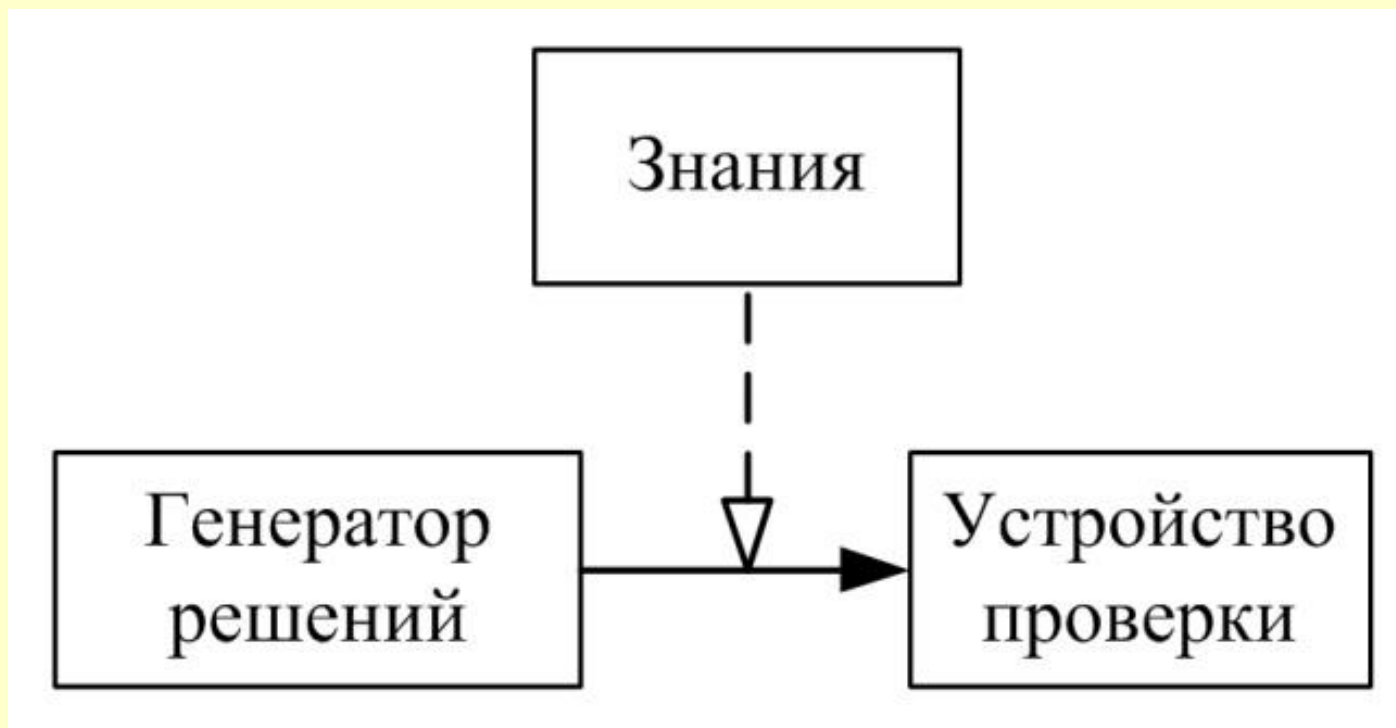 Знания
Генератор
решений
Устройство
проверки